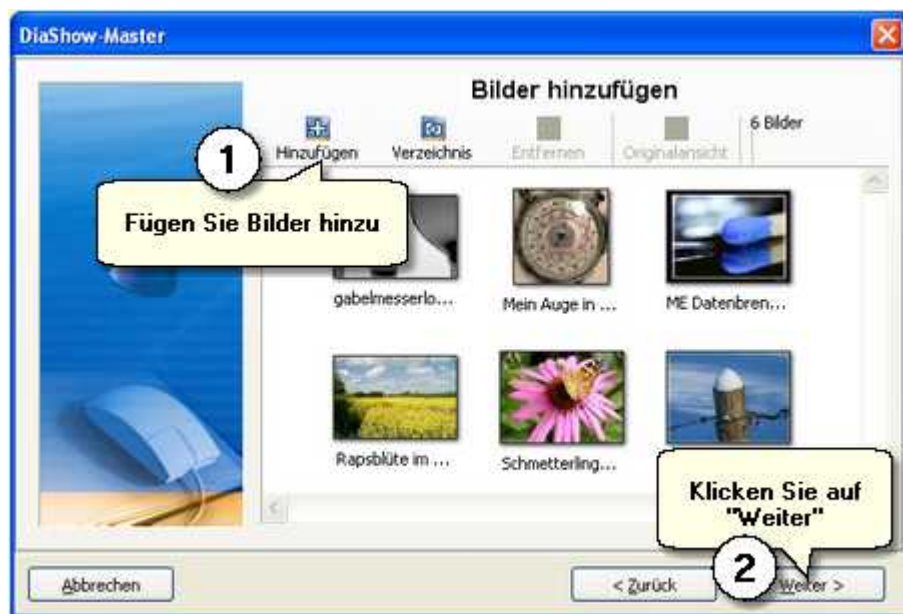 DiaShow-Master
Bilder hinzufügen
Hinzufügen Verzeichnis Entfernen Originalansicht 6 Bilder
1
Fügen Sie Bilder hinzu
gabelmesserlo... Mein Auge in ... ME Datenbren...
Rapsblüte im ... Schmetterling...
Klicken Sie auf
"Weiter"
2
Abbrechen < Zurück Weiter >